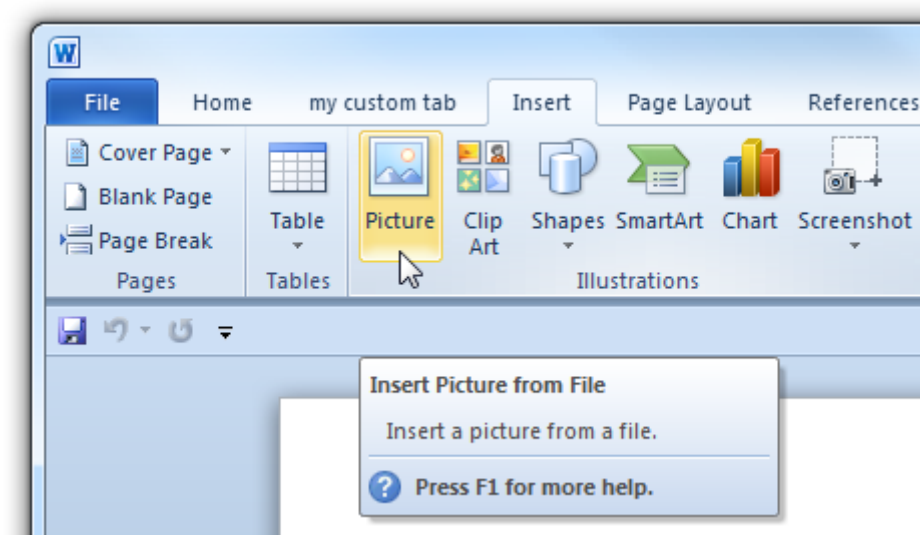 W
File Home my custom tab Insert Page Layout References
Cover Page
Blank Page
Page Break
Pages
Table
Tables
Picture
Clip
Art
Shapes
SmartArt
Chart
Screenshot
Illustrations
Insert Picture from File
Insert a picture from a file.
? Press F1 for more help.